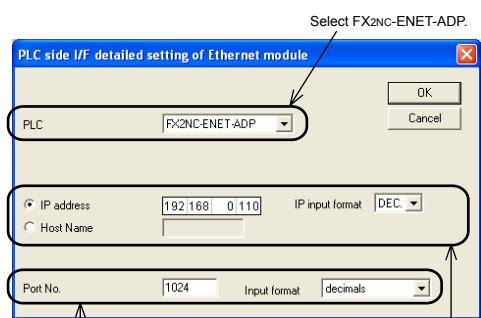 Select FX2NC-ENET-ADP.
PLC side I/F detailed setting of Ethernet module
OK
PLC FX2NC-ENET-ADP Cancel
IP address 192 168 0 110 IP input format DEC.
Host Name
Port No. 1024 Input format decimals